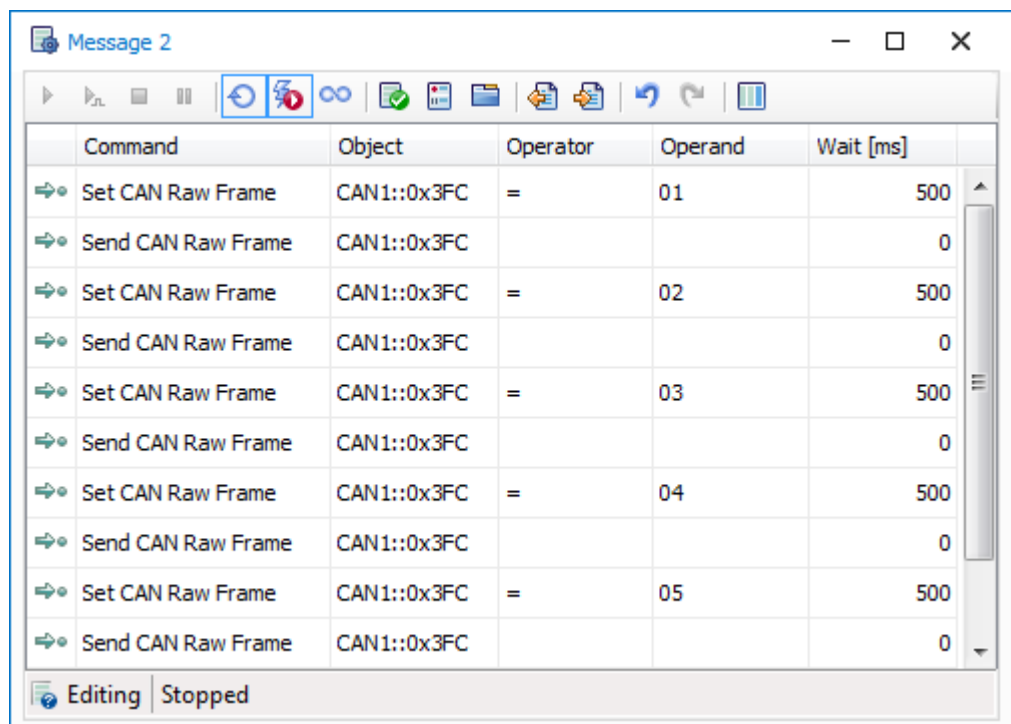 Message 2
Command Object Operator Operand Wait [ms]
Set CAN Raw Frame CAN1::0x3FC = 01 500
Send CAN Raw Frame CAN1::0x3FC 0
Set CAN Raw Frame CAN1::0x3FC = 02 500
Send CAN Raw Frame CAN1::0x3FC 0
Set CAN Raw Frame CAN1::0x3FC = 03 500
Send CAN Raw Frame CAN1::0x3FC 0
Set CAN Raw Frame CAN1::0x3FC = 04 500
Send CAN Raw Frame CAN1::0x3FC 0
Set CAN Raw Frame CAN1::0x3FC = 05 500
Send CAN Raw Frame CAN1::0x3FC 0
Editing Stopped